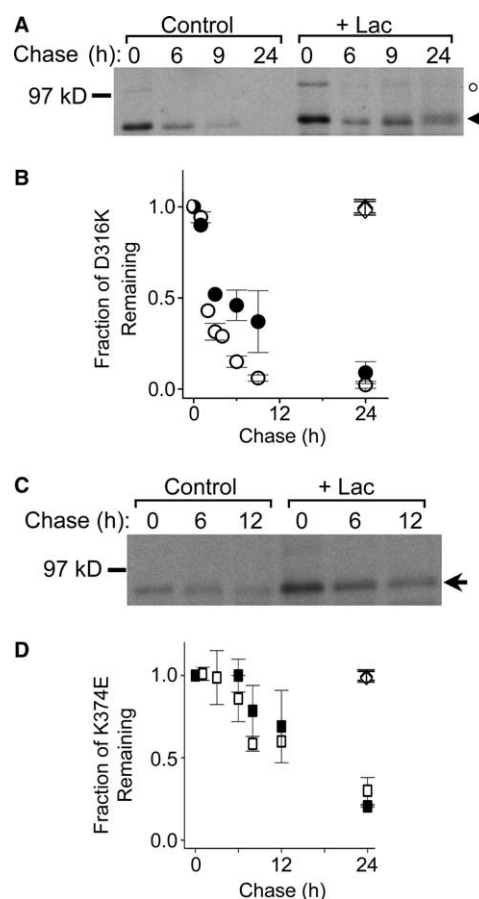 A
Control
+ Lac
Chase (h): 0 6 9 24 0 6 9 24
97 kD
B
Fraction of D316K
Remaining
1.0
0.5
0.0
0 12 24
Chase (h)
C
Control
+ Lac
Chase (h): 0 6 12 0 6 12
97 kD
D
Fraction of K374E
Remaining
1.0
0.5
0.0
0 12 24
Chase (h)